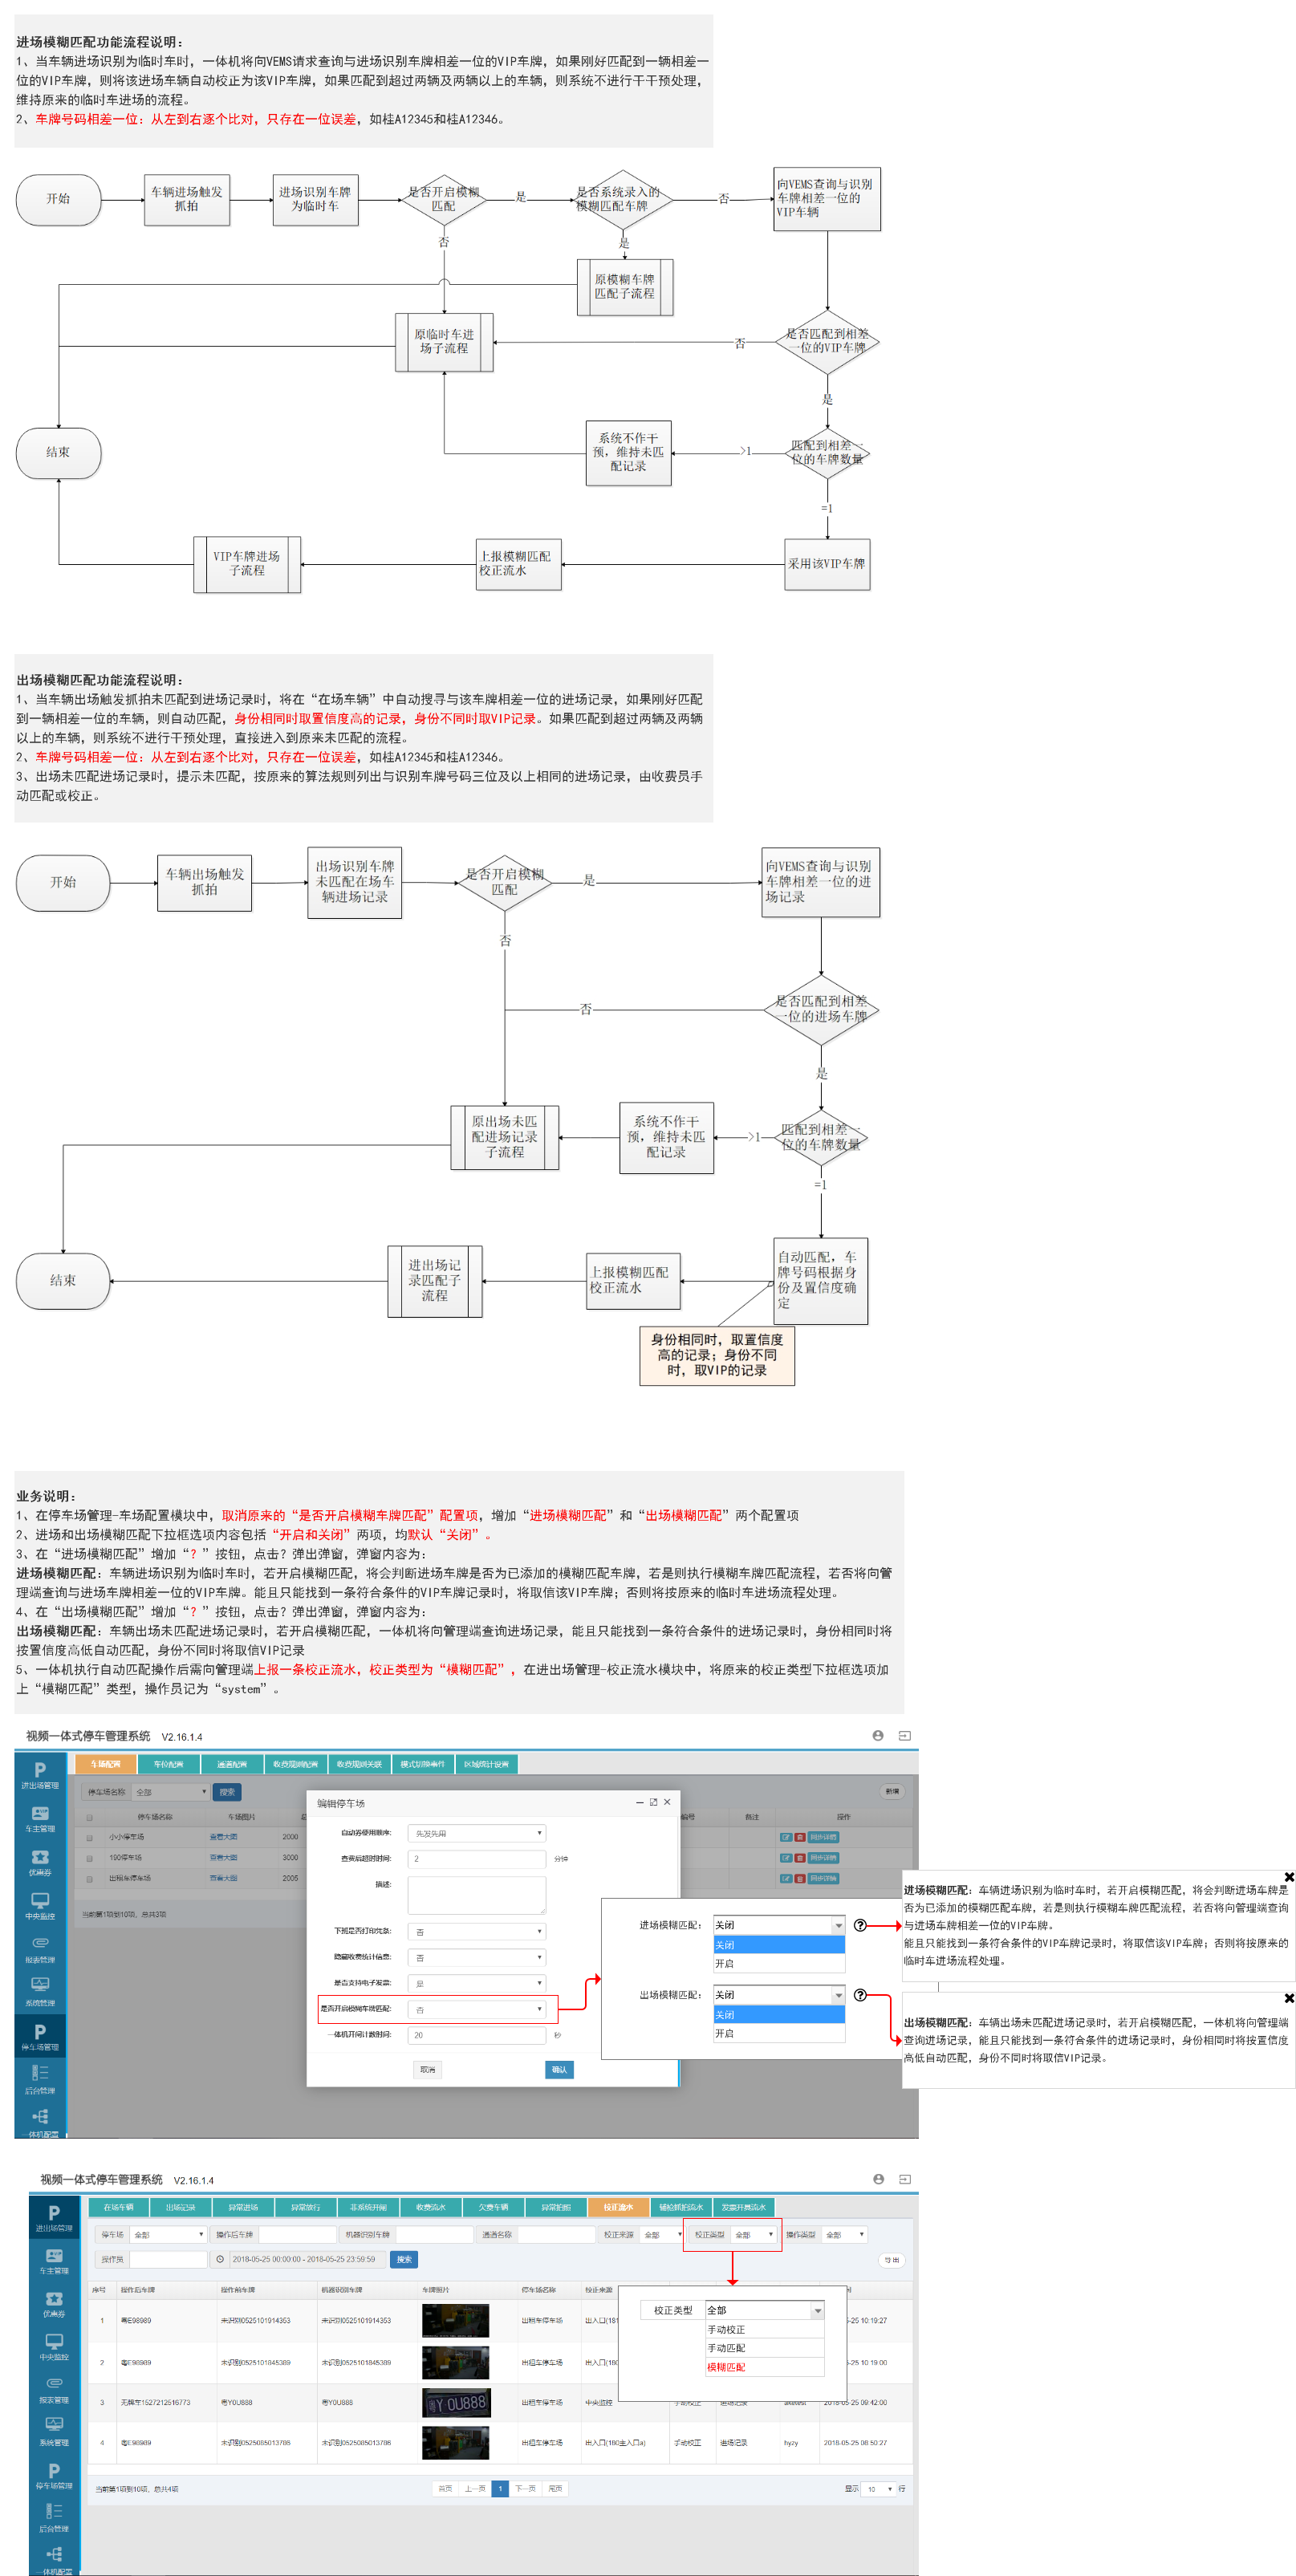 进场模糊匹配功能流程说明：
1、当车辆进场识别为临时车时，一体机将向VEMS请求查询与进场识别车牌相差一位的VIP车牌，如果刚好匹配到一辆相差一
位的VIP车牌，则将该进场车辆自动校正为该VIP车牌，如果匹配到超过两辆及两辆以上的车辆，则系统不进行干干预处理，
维持原来的临时车进场的流程。
2、车牌号码相差一位：从左到右逐个比对，只存在一位误差，如桂A12345和桂A12346。
开始
车辆进场触发
抓拍
进场识别车牌
为临时车
是否开启模糊
匹配
是
是否系统录入的
模糊匹配车牌
否
向VEMS查询与识别
车牌相差一位的
VIP车辆
否
是
原模糊车牌
匹配子流程
原临时车进
场子流程
否
是否匹配到相差
一位的VIP车牌
是
结束
系统不作干
预，维持未匹
配记录
>1
匹配到相差一
位的车牌数量
=1
VIP车牌进场
子流程
上报模糊匹配
校正流水
采用该VIP车牌
出场模糊匹配功能流程说明：
1、当车辆出场触发抓拍未匹配到进场记录时，将在“在场车辆”中自动搜寻与该车牌相差一位的进场记录，如果刚好匹配
到一辆相差一位的车辆，则自动匹配，身份相同时取置信度高的记录，身份不同时取VIP记录。如果匹配到超过两辆及两辆
以上的车辆，则系统不进行干预处理，直接进入到原来未匹配的流程。
2、车牌号码相差一位：从左到右逐个比对，只存在一位误差，如桂A12345和桂A12346。
3、出场未匹配进场记录时，提示未匹配，按原来的算法规则列出与识别车牌号码三位及以上相同的进场记录，由收费员手
动匹配或校正。
开始
车辆出场触发
抓拍
出场识别车牌
未匹配在场车
辆进场记录
是否开启模糊
匹配
是
向VEMS查询与识别
车牌相差一位的进
场记录
否
否
是否匹配到相差
一位的进场车牌
是
原出场未匹
配进场记录
子流程
系统不作干
预，维持未匹
配记录
>1
匹配到相差一
位的车牌数量
=1
结束
进出场记
录匹配子
流程
上报模糊匹配
校正流水
自动匹配，车
牌号码根据身
份及置信度确
定
身份相同时，取置信度
高的记录；身份不同
时，取VIP的记录
业务说明：
1、在停车场管理-车场配置模块中，取消原来的“是否开启模糊车牌匹配”配置项，增加“进场模糊匹配”和“出场模糊匹配”两个配置项
2、进场和出场模糊匹配下拉框选项内容包括“开启和关闭”两项，均默认“关闭”。
3、在“进场模糊匹配”增加“？”按钮，点击？弹出弹窗，弹窗内容为：
进场模糊匹配：车辆进场识别为临时车时，若开启模糊匹配，将会判断进场车牌是否为已添加的模糊匹配车牌，若是则执行模糊车牌匹配流程，若否将向管
理端查询与进场车牌相差一位的VIP车牌。能且只能找到一条符合条件的VIP车牌记录时，将取信该VIP车牌；否则将按原来的临时车进场流程处理。
4、在“出场模糊匹配”增加“？”按钮，点击？弹出弹窗，弹窗内容为：
出场模糊匹配：车辆出场未匹配进场记录时，若开启模糊匹配，一体机将向管理端查询进场记录，能且只能找到一条符合条件的进场记录时，身份相同时将
按置信度高低自动匹配，身份不同时将取信VIP记录
5、一体机执行自动匹配操作后需向管理端上报一条校正流水，校正类型为“模糊匹配”，在进出场管理-校正流水模块中，将原来的校正类型下拉框选项加
上“模糊匹配”类型，操作员记为“system”。
视频一体式停车管理系统 V2.16.1.4
车场配置 车位配置 通道配置 收费规则配置 收费规则关联 模式切换事件 区域统计设置
进出场管理
车主管理
优惠券
中央监控
报表管理
系统管理
停车场管理
后台管理
一体机配置
停车场名称 全部 搜索 新增
停车场名称 车场图片 编号 备注 操作
小小停车场 查看大图 2000 同步详情
190停车场 查看大图 3000 同步详情
出租车停车场 查看大图 2005 同步详情
当前第1项到10项，总共3项
编辑停车场
自动券使用顺序： 先发先用
查费后超时时间： 2 分钟
描述：
下班是否打印小条： 否
隐藏收费统计信息： 否
是否支持电子发票： 是
是否开启模糊车牌匹配： 否
一体机开闸计数时间： 20 秒
取消 确认
进场模糊匹配： 关闭
关闭
开启
出场模糊匹配： 关闭
关闭
开启
进场模糊匹配：车辆进场识别为临时车时，若开启模糊匹配，将会判断进场车牌是
否为已添加的模糊匹配车牌，若是则执行模糊车牌匹配流程，若否将向管理端查询
与进场车牌相差一位的VIP车牌。
能且只能找到一条符合条件的VIP车牌记录时，将取信该VIP车牌；否则将按原来的
临时车进场流程处理。
出场模糊匹配：车辆出场未匹配进场记录时，若开启模糊匹配，一体机将向管理端
查询进场记录，能且只能找到一条符合条件的进场记录时，身份相同时将按置信度
高低自动匹配，身份不同时将取信VIP记录。
视频一体式停车管理系统 V2.16.1.4
在场车辆 出场记录 异常进场 异常放行 非系统开闸 收费流水 欠费车辆 异常拍照 校正流水 辅抢抓拍流水 发票开具流水
进出场管理
车主管理
优惠券
中央监控
报表管理
系统管理
停车场管理
后台管理
一体机配置
停车场 全部 操作后车牌 机器识别车牌 通道名称 校正来源 全部 校正类型 全部 操作类型 全部
操作员 2018-05-25 00:00:00 - 2018-05-25 23:59:59 搜索 导出
序号 操作后车牌 操作前车牌 机器识别车牌 车牌照片 停车场名称 校正来源
1 粤E98989 未识别0525101914353 未识别0525101914353 出租车停车场 出入口(181 5-25 10:19:27
2 粤E98989 未识别0525101845389 未识别0525101845389 出租车停车场 出入口(180 5-25 10:19:00
3 无牌车1527212516773 粤Y0U888 粤Y0U888 出租车停车场 中央监控 手动校正 进场记录 2018-05-25 09:42:00
4 粤E98989 未识别0525085013786 未识别0525085013786 出租车停车场 出入口(180主入口a) 手动校正 进场记录 hyzy 2018-05-25 08:50:27
校正类型 全部
手动校正
手动匹配
模糊匹配
当前第1项到10项，总共4项 首页 上一页 1 下一页 尾页 显示 10 行